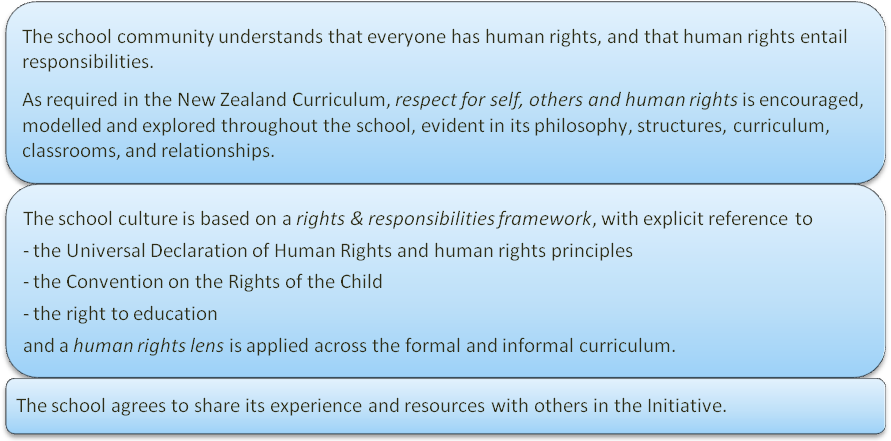 The school community understands that everyone has human rights, and that human rights entail
responsibilities.
As required in the New Zealand Curriculum, respect for self, others and human rights is encouraged,
modelled and explored throughout the school, evident in its philosophy, structures, curriculum,
classrooms, and relationships.
The school culture is based on a rights & responsibilities framework, with explicit reference to
- the Universal Declaration of Human Rights and human rights principles
- the Convention on the Rights of the Child
- the right to education
and a human rights lens is applied across the formal and informal curriculum.
The school agrees to share its experience and resources with others in the Initiative.